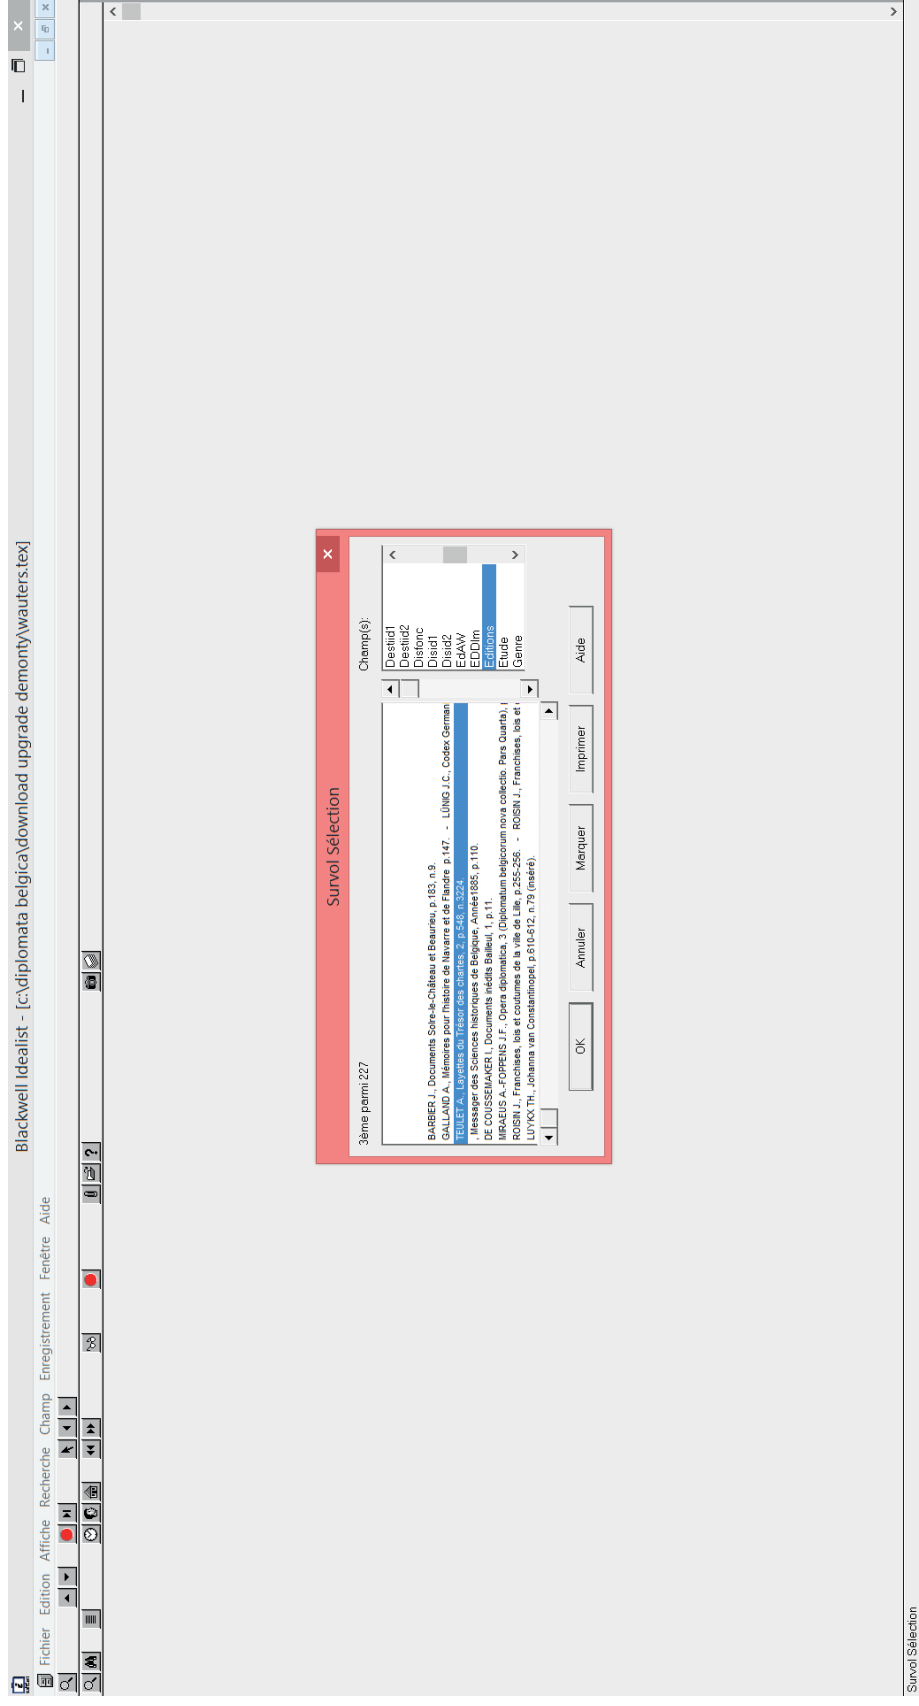 Blackwell Idealist - [c:\diplomata belgica\download upgrade demonty\wauters.tex]
Fichier Edition Affiche Recherche Champ Enregistrement Fenêtre Aide
Survol Sélection
3ème parmi 227
BARBIER J., Documents Solre-le-Château et Beaurieu, p.183, n.9.
GALLAND A., Mémoires pour l'histoire de Navarre et de Flandre p.147. - LÜNIG J.C., Codex German
TEULET A., Layettes du Trésor des chartes, 2, p.548, n.3224.
, Messager des Sciences historiques de Belgique, Année1885, p.110.
DE COUSSEMAKER I., Documents inédits Bailleul, 1, p.11.
MIRAEUS A.-FOPPENS J.F., Opera diplomatica, 3 (Diplomatum belgicorum nova collectio. Pars Quarta),
ROISIN J., Franchises, lois et coutumes de la ville de Lille, p.255-256. - ROISIN J., Franchises, lois et
LUYKX TH., Johanna van Constantinopel, p.610-612, n.79 (inséré).
Champ(s):
Destiid1
Destiid2
Disfonc
Disid1
Disid2
EdAW
EDDIm
Editions
Etude
Genre
OK
Annuler
Marquer
Imprimer
Aide
Survol Sélection